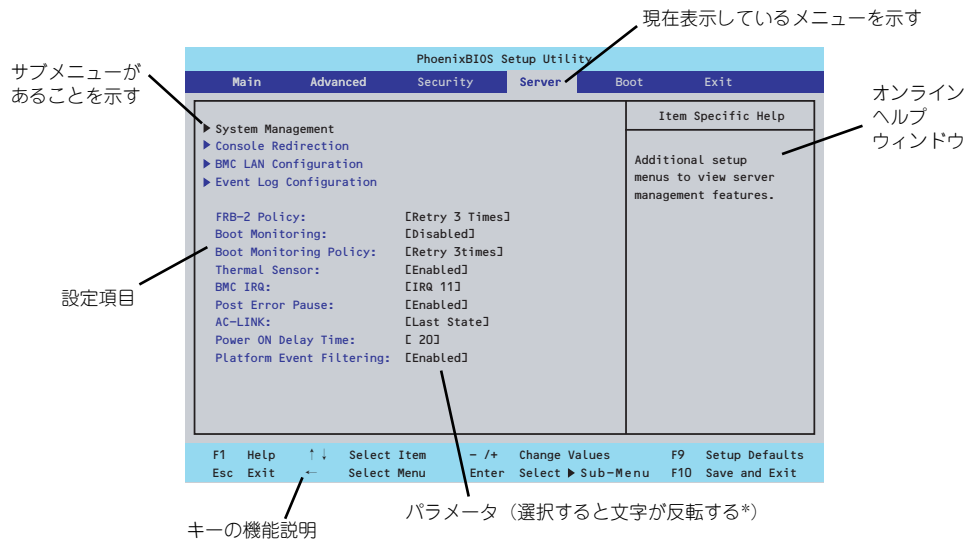 現在表示しているメニューを示す
サブメニューが
あることを示す
PhoenixBIOS Setup Utility
Main Advanced Security Server Boot Exit
オンライン
ヘルプ
ウィンドウ
Item Specific Help
▶ System Management
▶ Console Redirection
▶ BMC LAN Configuration
▶ Event Log Configuration
Additional setup
menus to view server
management features.
FRB-2 Policy: [Retry 3 Times]
Boot Monitoring: [Disabled]
Boot Monitoring Policy: [Retry 3times]
Thermal Sensor: [Enabled]
BMC IRQ: [IRQ 11]
Post Error Pause: [Enabled]
AC-LINK: [Last State]
Power ON Delay Time: [ 20]
Platform Event Filtering: [Enabled]
設定項目
F1 Help ↑↓ Select Item - /+ Change Values F9 Setup Defaults
Esc Exit ← Select Menu Enter Select ▶ Sub-Menu F10 Save and Exit
パラメータ（選択すると文字が反転する*）
キーの機能説明